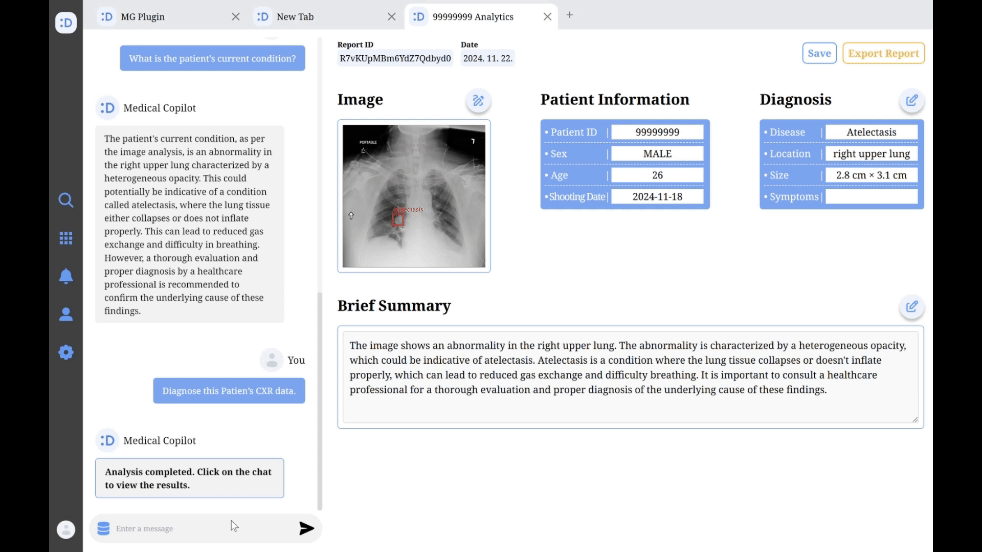 :D
:D MG Plugin
:D New Tab
:D 99999999 Analytics
What is the patient's current condition?
:D Medical Copilot
The patient's current condition, as per
the image analysis, is an abnormality in
the right upper lung characterized by a
heterogeneous opacity. This could
potentially be indicative of a condition
called atelectasis, where the lung tissue
either collapses or does not inflate
properly. This can lead to reduced gas
exchange and difficulty in breathing.
However, a thorough evaluation and
proper diagnosis by a healthcare
professional is recommended to
confirm the underlying cause of these
findings.
You
Diagnose this Patien's CXR data.
:D Medical Copilot
Analysis completed. Click on the chat
to view the results.
Enter a message
Report ID
R7vKUpMBm6YdZ7Qdbyd0
Date
2024. 11. 22.
Save
Export Report
Image
PORTABLE
Patient Information
• Patient ID | 99999999
• Sex | MALE
• Age | 26
• Shooting Date | 2024-11-18
Diagnosis
• Disease | Atelectasis
• Location | right upper lung
• Size | 2.8 cm × 3.1 cm
• Symptoms |
Brief Summary
The image shows an abnormality in the right upper lung. The abnormality is characterized by a heterogeneous opacity,
which could be indicative of atelectasis. Atelectasis is a condition where the lung tissue collapses or doesn't inflate
properly, which can lead to reduced gas exchange and difficulty breathing. It is important to consult a healthcare
professional for a thorough evaluation and proper diagnosis of the underlying cause of these findings.